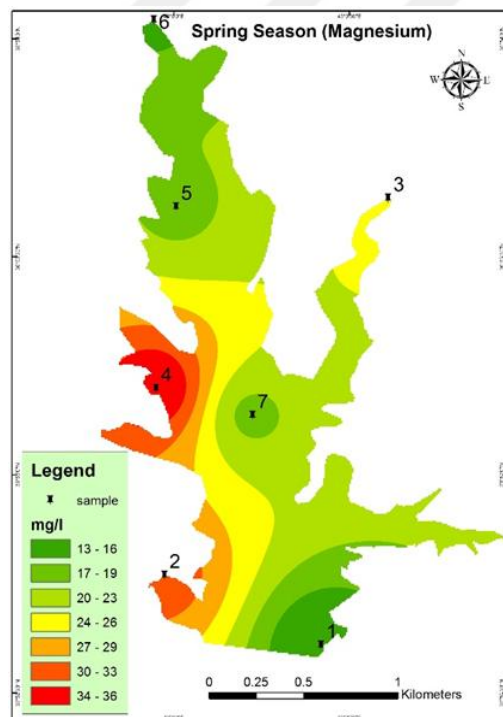 Spring Season (Magnesium)
N
W E
S
6
5
3
4
7
2
1
Legend
sample
mg/l
13 - 16
17 - 19
20 - 23
24 - 26
27 - 29
30 - 33
34 - 36
0 0.25 0.5 1
Kilometers